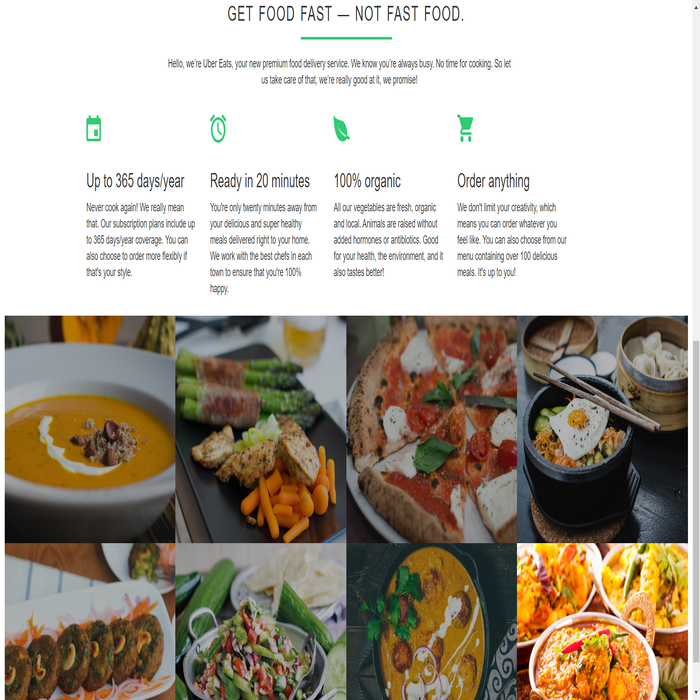 GET FOOD FAST — NOT FAST FOOD.
Hello, we're Uber Eats, your new premium food delivery service. We know you're always busy. No time for cooking. So let
us take care of that, we're really good at it, we promise!
Up to 365 days/year
Never cook again! We really mean
that. Our subscription plans include up
to 365 days/year coverage. You can
also choose to order more flexibly if
that's your style.
Ready in 20 minutes
You're only twenty minutes away from
your delicious and super healthy
meals delivered right to your home.
We work with the best chefs in each
town to ensure that you're 100%
happy.
100% organic
All our vegetables are fresh, organic
and local. Animals are raised without
added hormones or antibiotics. Good
for your health, the environment, and it
also tastes better!
Order anything
We don't limit your creativity, which
means you can order whatever you
feel like. You can also choose from our
menu containing over 100 delicious
meals. It's up to you!